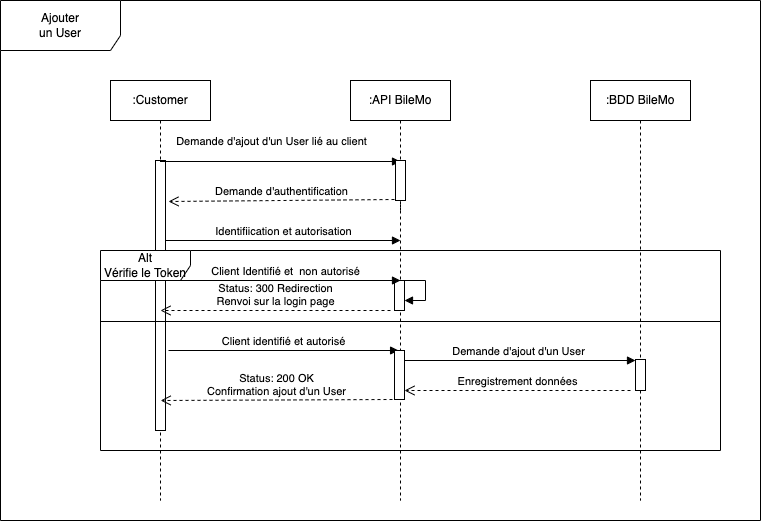 Ajouter
un User
:Customer
:API BileMo
:BDD BileMo
Demande d'ajout d'un User lié au client
Demande d'authentification
Identifiication et autorisation
Alt
Vérifie le Token
Client Identifié et non autorisé
Status: 300 Redirection
Renvoi sur la login page
Client identifié et autorisé
Demande d'ajout d'un User
Status: 200 OK
Confirmation ajout d'un User
Enregistrement données